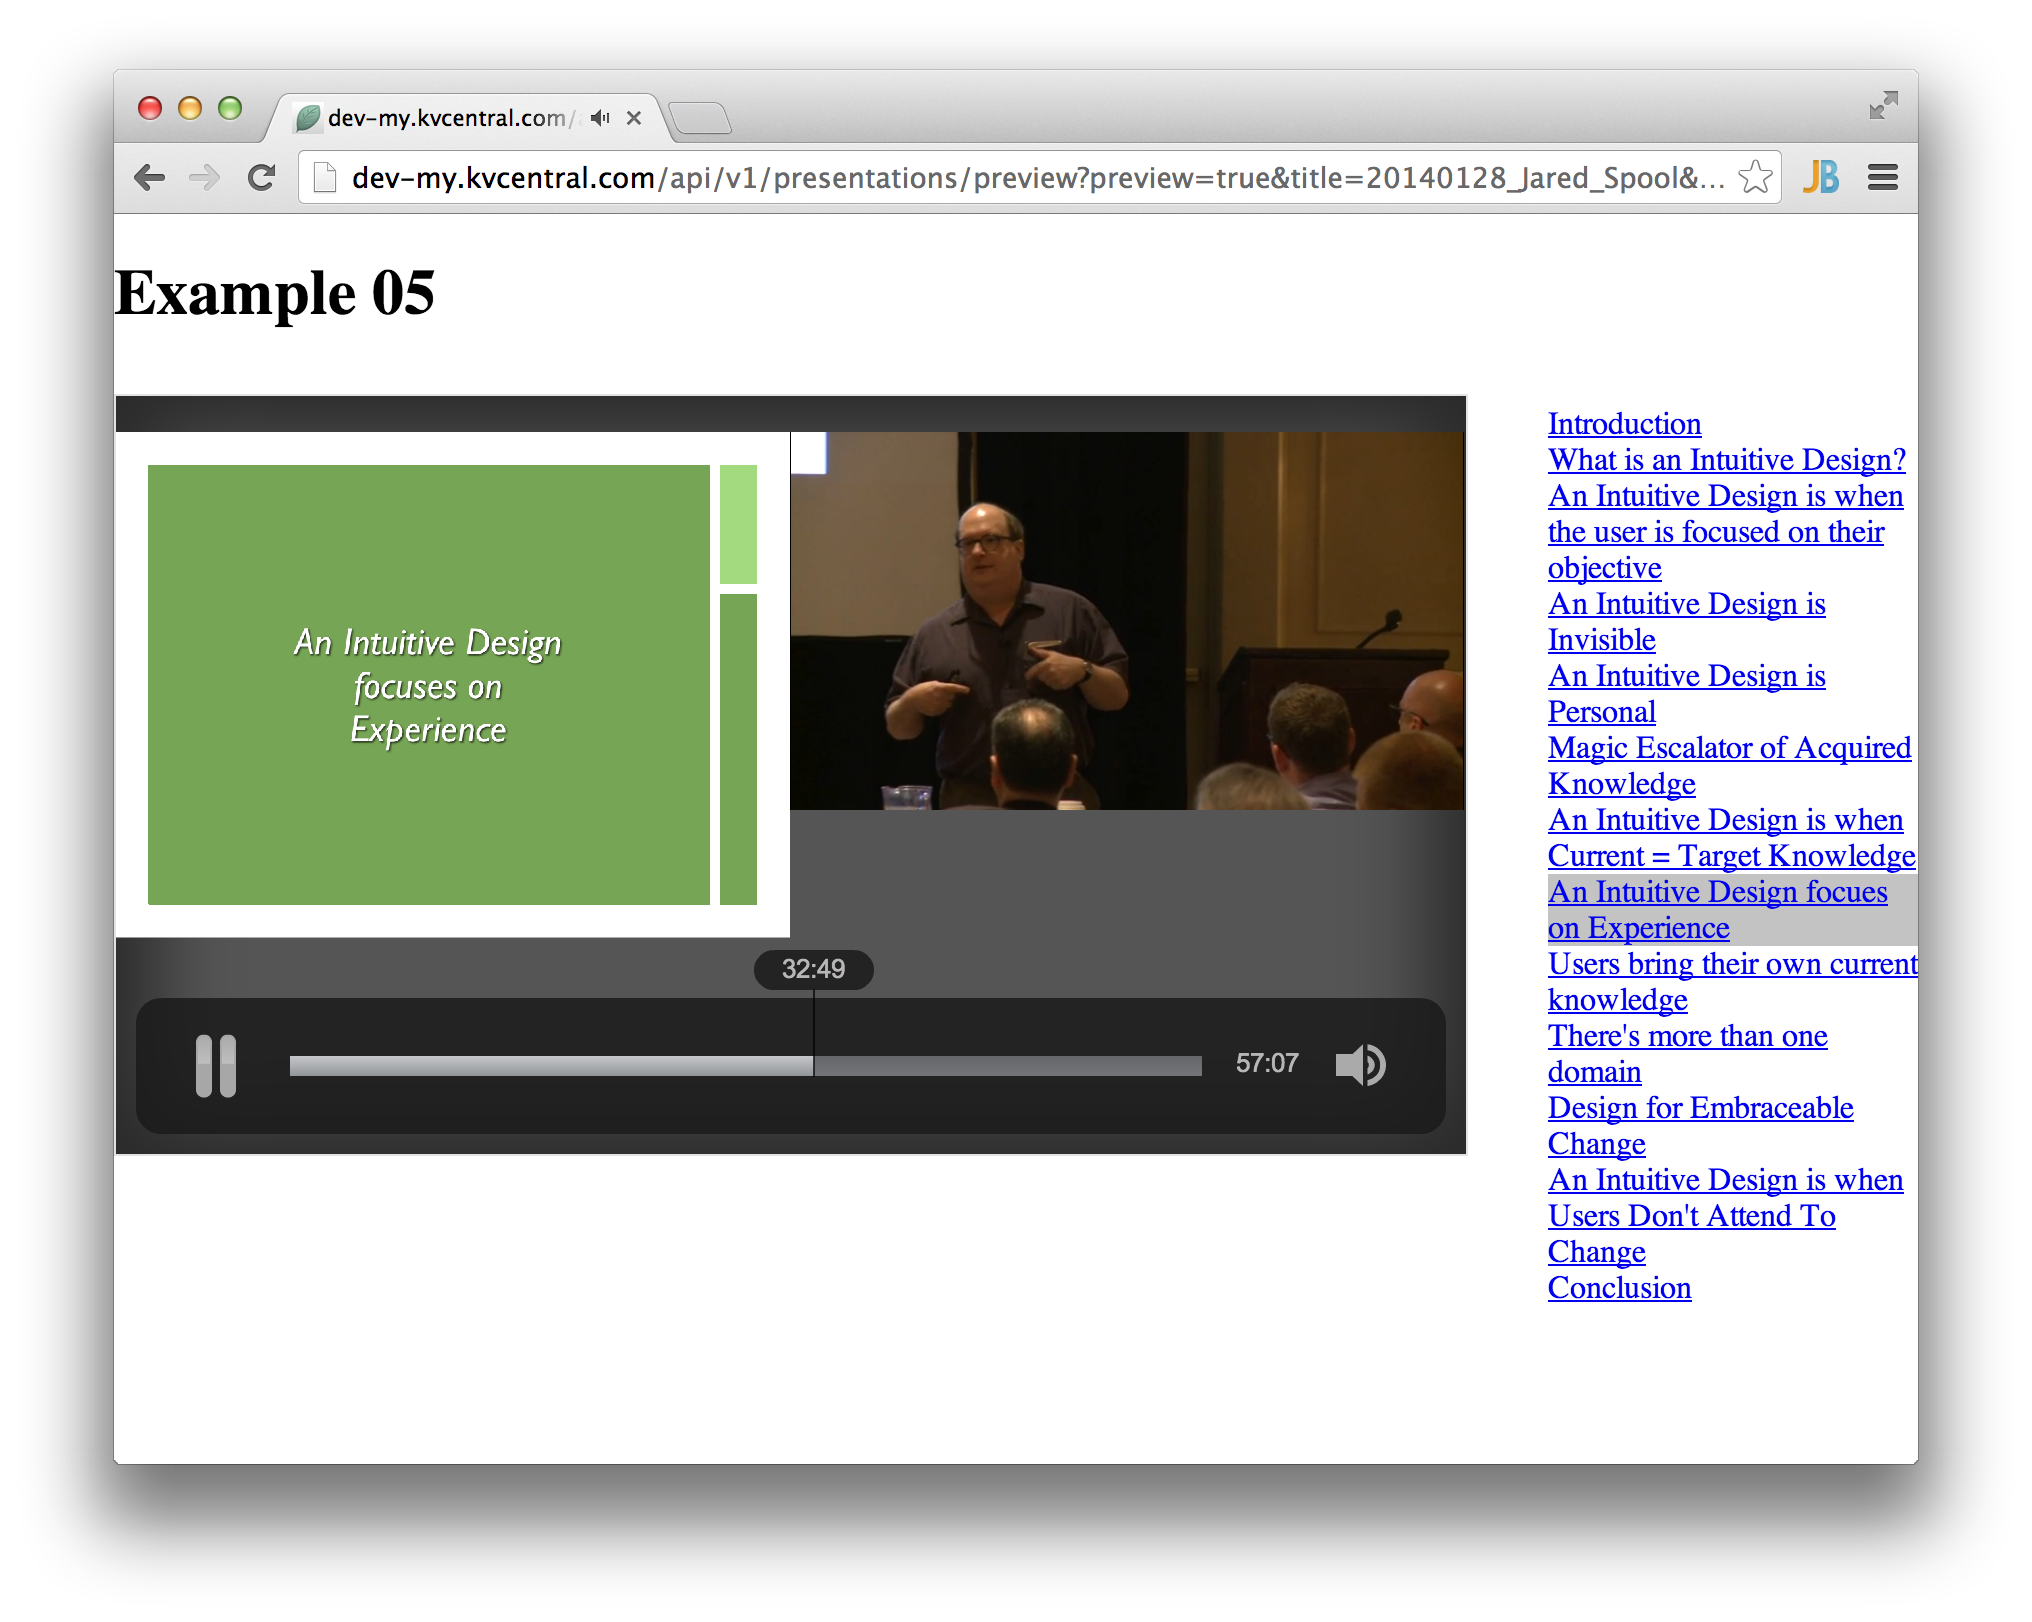 dev-my.kvcentral.com/
dev-my.kvcentral.com/api/v1/presentations/preview?preview=true&title=20140128_Jared_Spool&...
JB
Example 05
An Intuitive Design
focuses on
Experience
32:49
57:07
Introduction
What is an Intuitive Design?
An Intuitive Design is when
the user is focused on their
objective
An Intuitive Design is
Invisible
An Intuitive Design is
Personal
Magic Escalator of Acquired
Knowledge
An Intuitive Design is when
Current = Target Knowledge
An Intuitive Design focues
on Experience
Users bring their own current
knowledge
There's more than one
domain
Design for Embraceable
Change
An Intuitive Design is when
Users Don't Attend To
Change
Conclusion